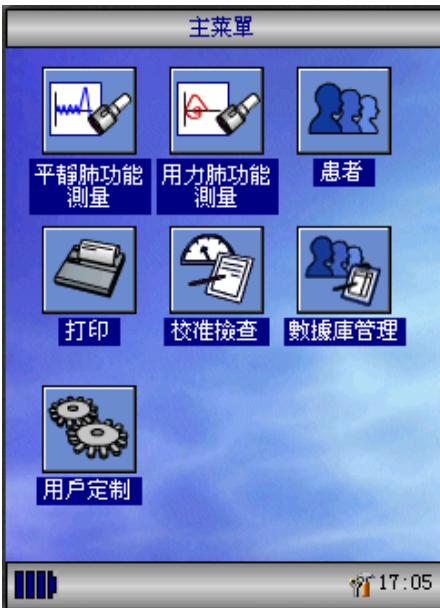 主菜單
平靜肺功能
測量
用力肺功能
測量
患者
打印
校准檢查
數據庫管理
用戶定制
17:05